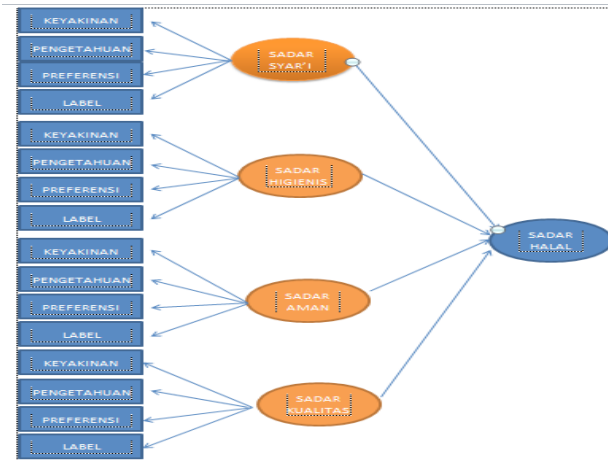 KEYAKINAN
PENGETAHUAN
PREFERENSI
LABEL
SADAR
SYAR'I
KEYAKINAN
PENGETAHUAN
PREFERENSI
LABEL
SADAR
HIGIENIS
KEYAKINAN
PENGETAHUAN
PREFERENSI
LABEL
SADAR
AMAN
KEYAKINAN
PENGETAHUAN
PREFERENSI
LABEL
SADAR
KUALITAS
SADAR
HALAL